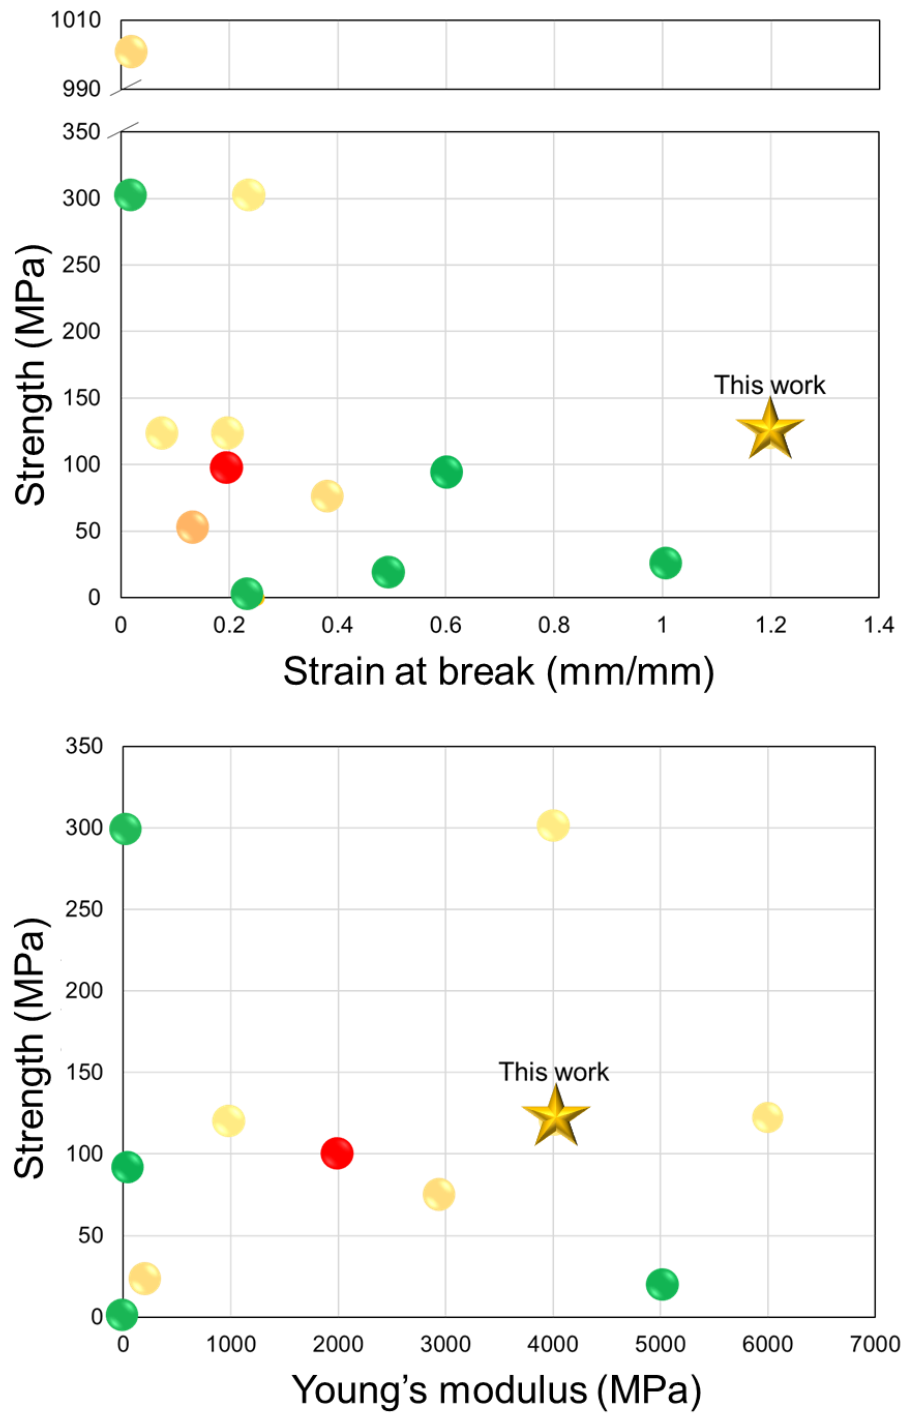 1010
990
350
300
250
200
150
100
50
0
Strength (MPa)
This work
0 0.2 0.4 0.6 0.8 1 1.2 1.4
Strain at break (mm/mm)
350
300
250
200
150
100
50
0
Strength (MPa)
This work
0 1000 2000 3000 4000 5000 6000 7000
Young's modulus (MPa)